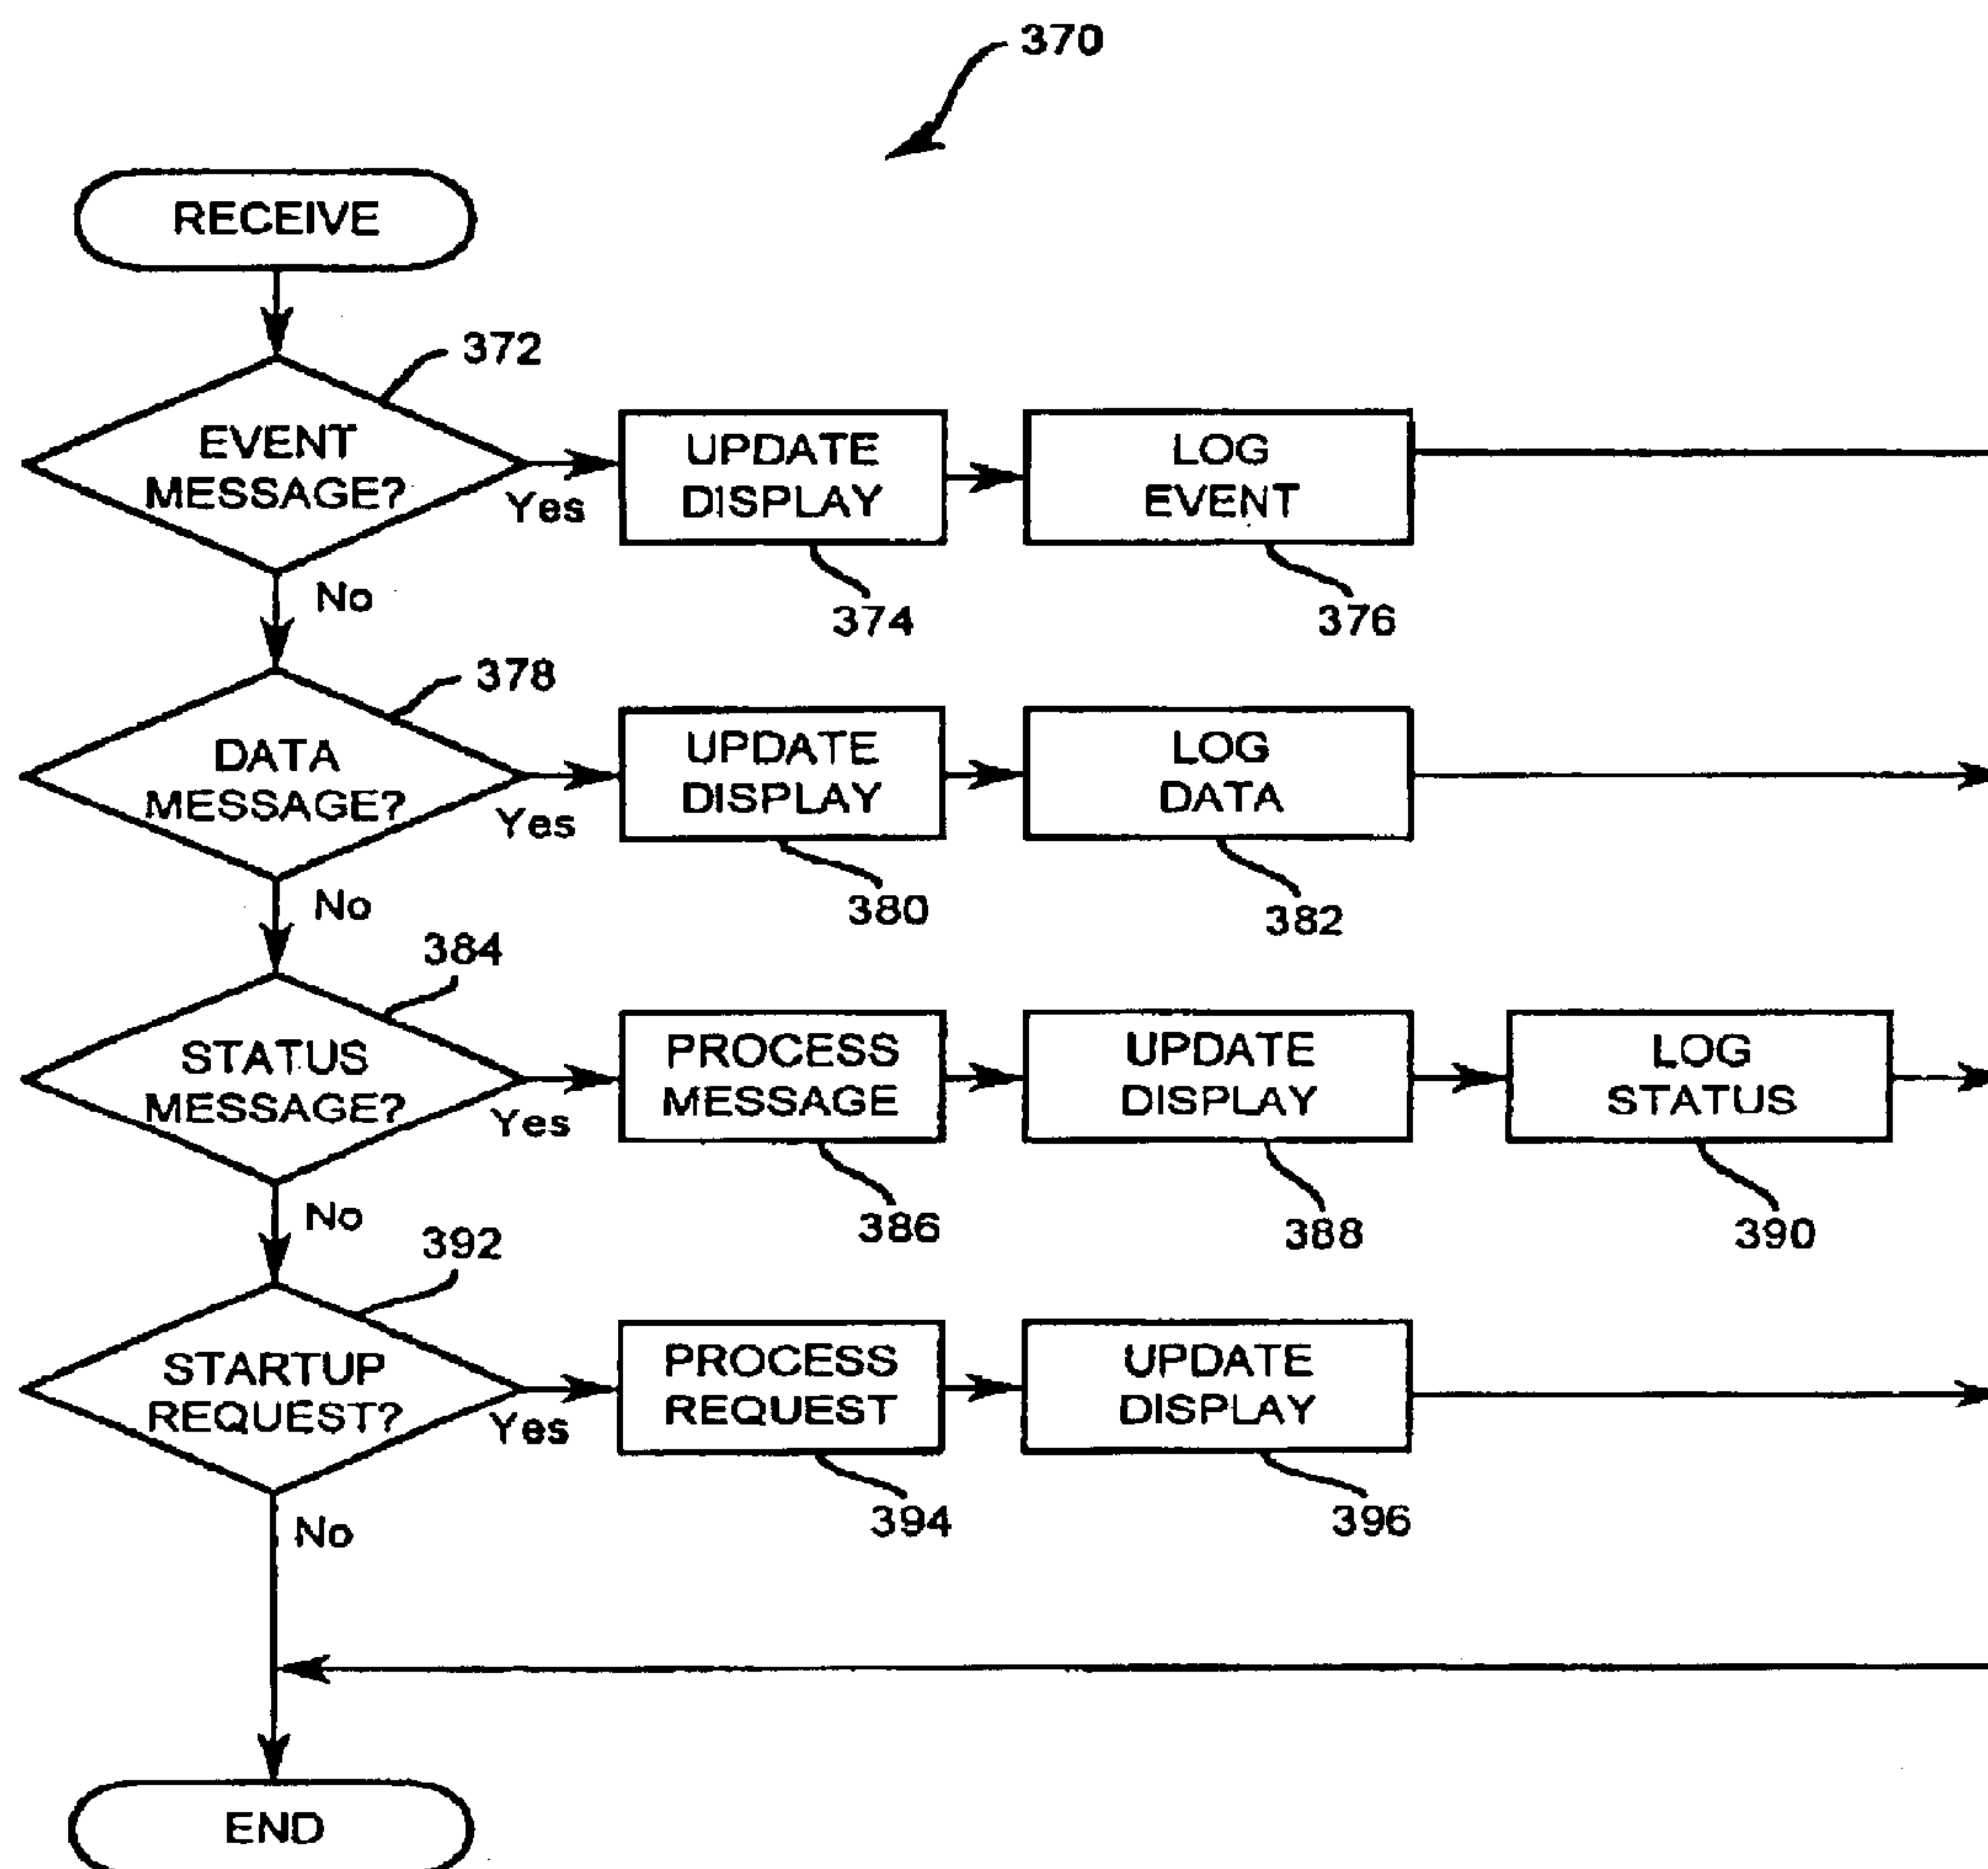 370
RECEIVE
372
EVENT
MESSAGE?
Yes
UPDATE
DISPLAY
374
LOG
EVENT
376
No
378
DATA
MESSAGE?
Yes
UPDATE
DISPLAY
380
LOG
DATA
382
No
384
STATUS
MESSAGE?
Yes
PROCESS
MESSAGE
386
UPDATE
DISPLAY
388
LOG
STATUS
390
No
392
STARTUP
REQUEST?
Yes
PROCESS
REQUEST
394
UPDATE
DISPLAY
396
No
END